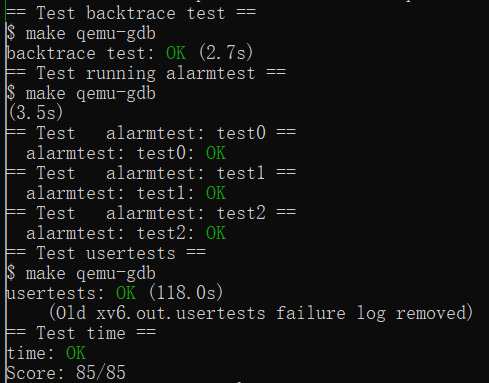 == Test backtrace test ==
$ make qemu-gdb
backtrace test: OK (2.7s)
== Test running alarmtest ==
$ make qemu-gdb
(3.5s)
== Test   alarmtest: test0 ==
  alarmtest: test0: OK
== Test   alarmtest: test1 ==
  alarmtest: test1: OK
== Test   alarmtest: test2 ==
  alarmtest: test2: OK
== Test usertests ==
$ make qemu-gdb
usertests: OK (118.0s)
    (Old xv6.out.usertests failure log removed)
== Test time ==
time: OK
Score: 85/85